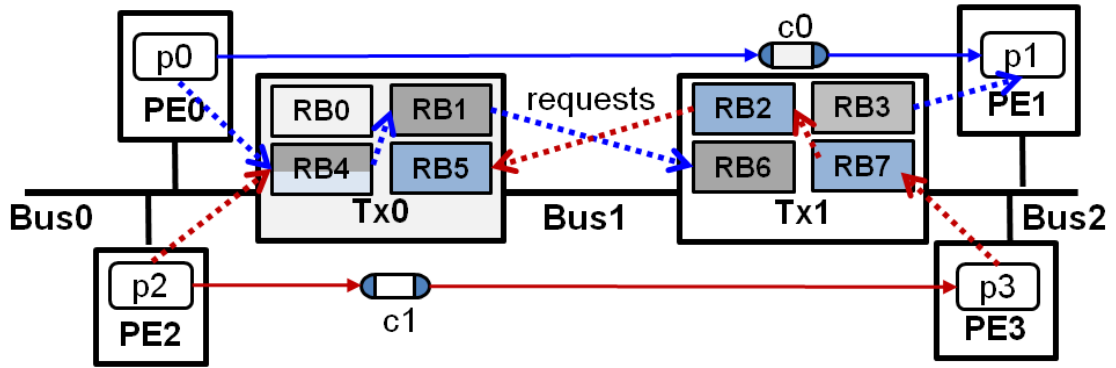 c0
p0
p1
PE0
PE1
RB0
RB1
requests
RB2
RB3
RB4
RB5
RB6
RB7
Bus0
Tx0
Bus1
Tx1
Bus2
p2
p3
PE2
c1
PE3